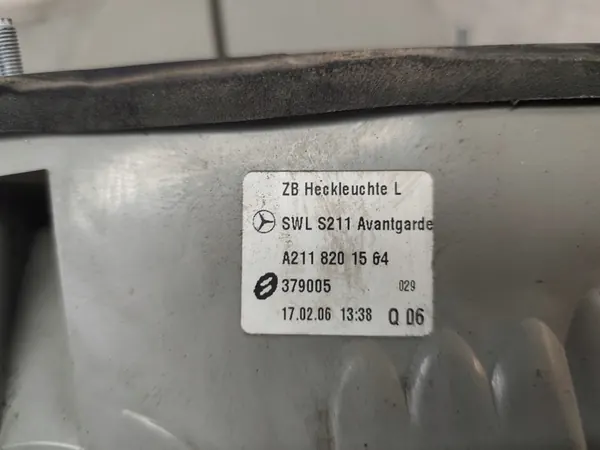 ZB Heckleuchte L
SWL S211 Avantgarde
A211 820 15 64
379005 029
17.02.06 13:38 Q 06